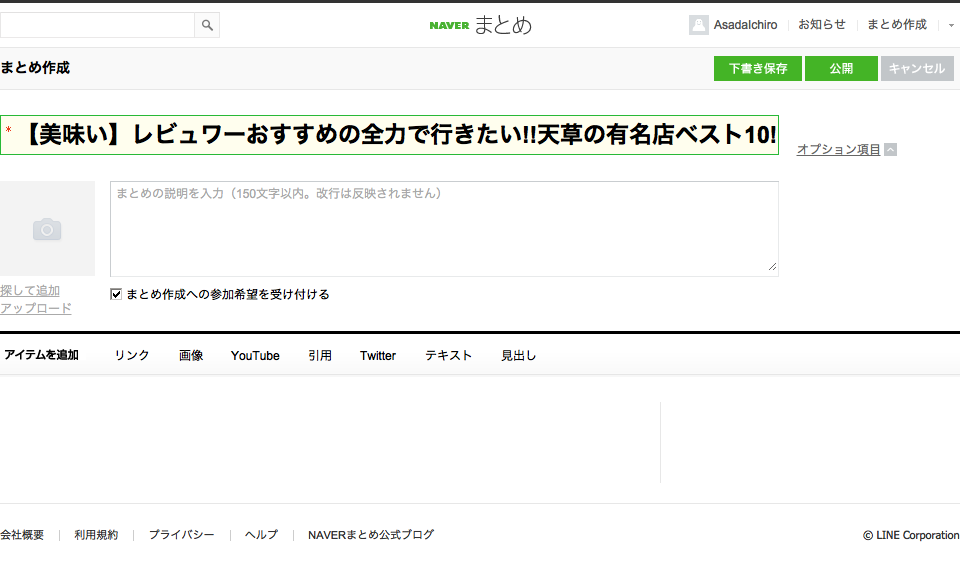 NAVER まとめ
AsadaIchiro お知らせ まとめ作成
まとめ作成
下書き保存 公開 キャンセル
* 【美味い】レビュワーおすすめの全力で行きたい!!天草の有名店ベスト10!
オプション項目
まとめの説明を入力（150文字以内。改行は反映されません）
探して追加
アップロード
まとめ作成への参加希望を受け付ける
アイテムを追加 リンク 画像 YouTube 引用 Twitter テキスト 見出し
会社概要 利用規約 プライバシー ヘルプ NAVERまとめ公式ブログ © LINE Corporation